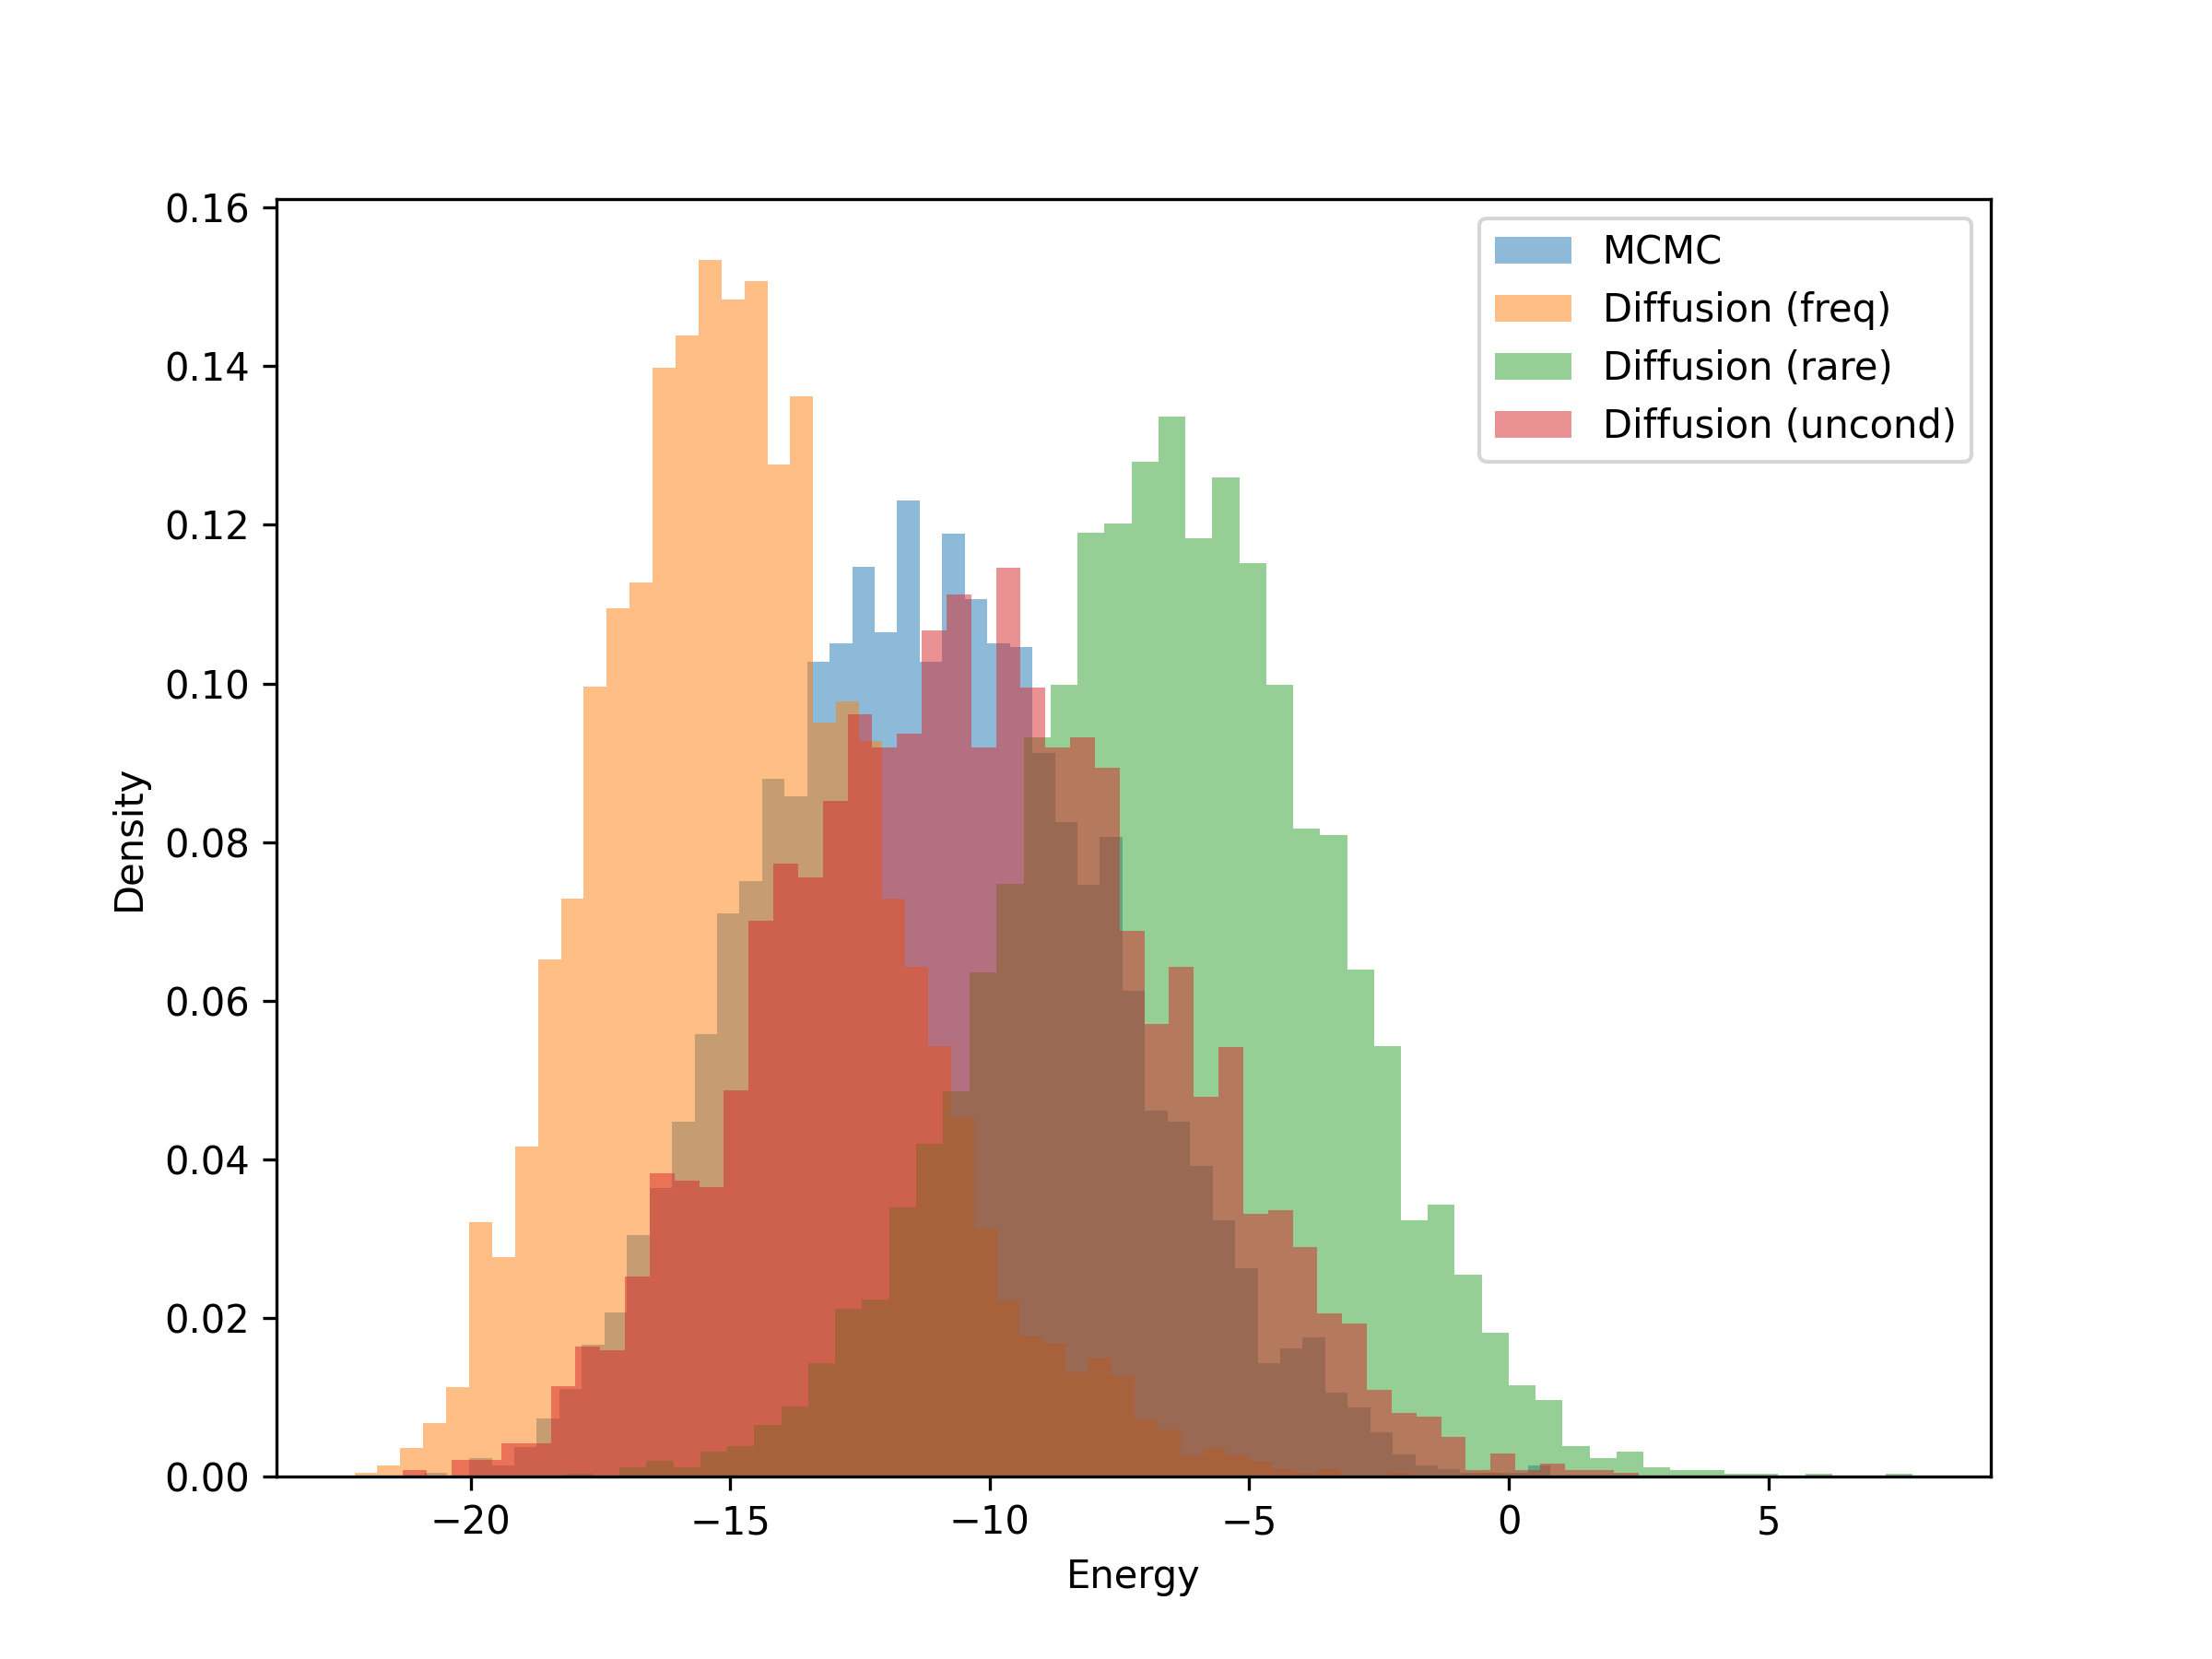 MCMC
Diffusion (freq)
Diffusion (rare)
Diffusion (uncond)
0.16
0.14
0.12
0.10
0.08
0.06
0.04
0.02
0.00
Density
−20 −15 −10 −5 0 5
Energy